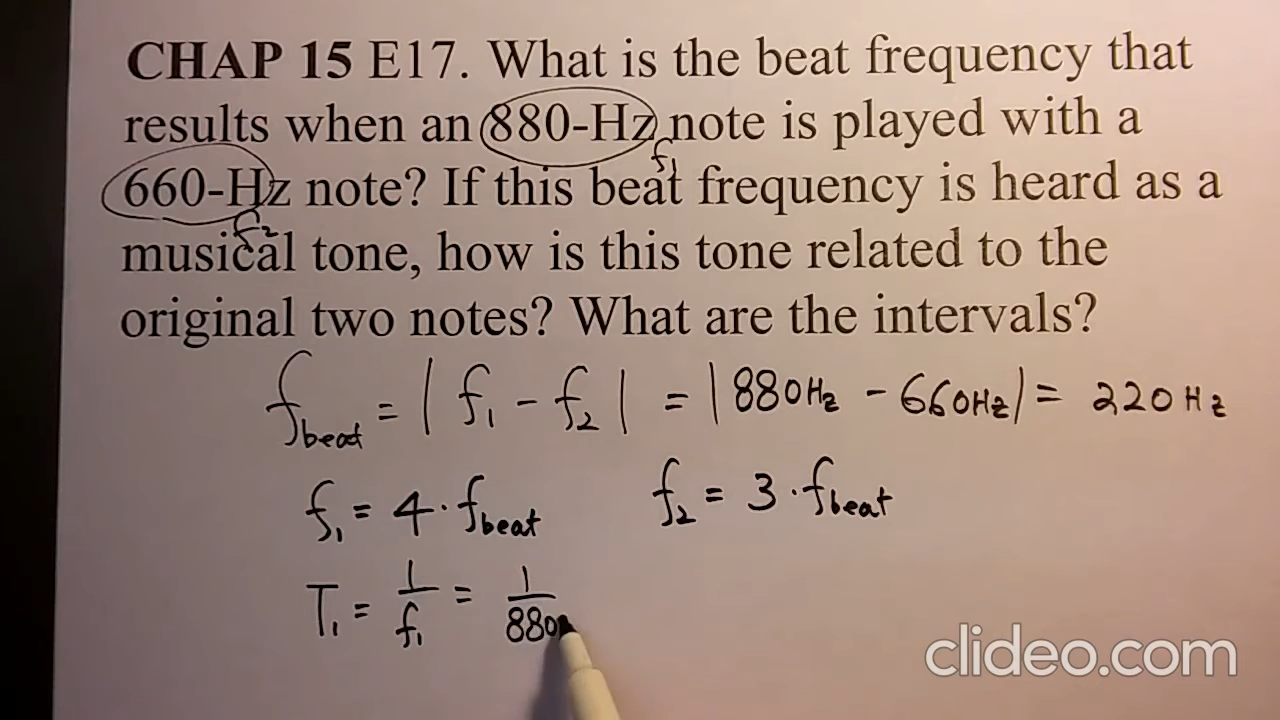 CHAP 15 E17. What is the beat frequency that
results when an 880-Hz note is played with a
f₁
660-Hz note? If this beat frequency is heard as a
f₂
musical tone, how is this tone related to the
original two notes? What are the intervals?
f_beat = | f₁ - f₂ | = | 880Hz - 660Hz | = 220 Hz
f₁ = 4 · f_beat f₂ = 3 · f_beat
T₁ = 1/f₁ = 1/880
clideo.com